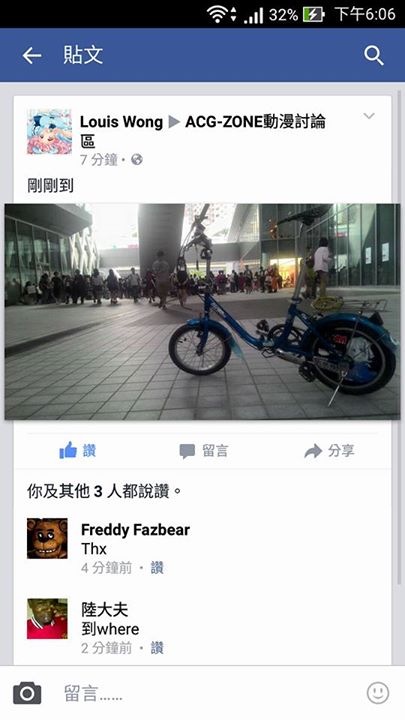 32% 下午6:06
貼文
Louis Wong ▶ ACG-ZONE動漫討論
區
7 分鐘 •
剛剛到
讚 留言 分享
你及其他 3 人都說讚。
Freddy Fazbear
Thx
4 分鐘前 • 讚
陸大夫
到where
2 分鐘前 • 讚
留言……